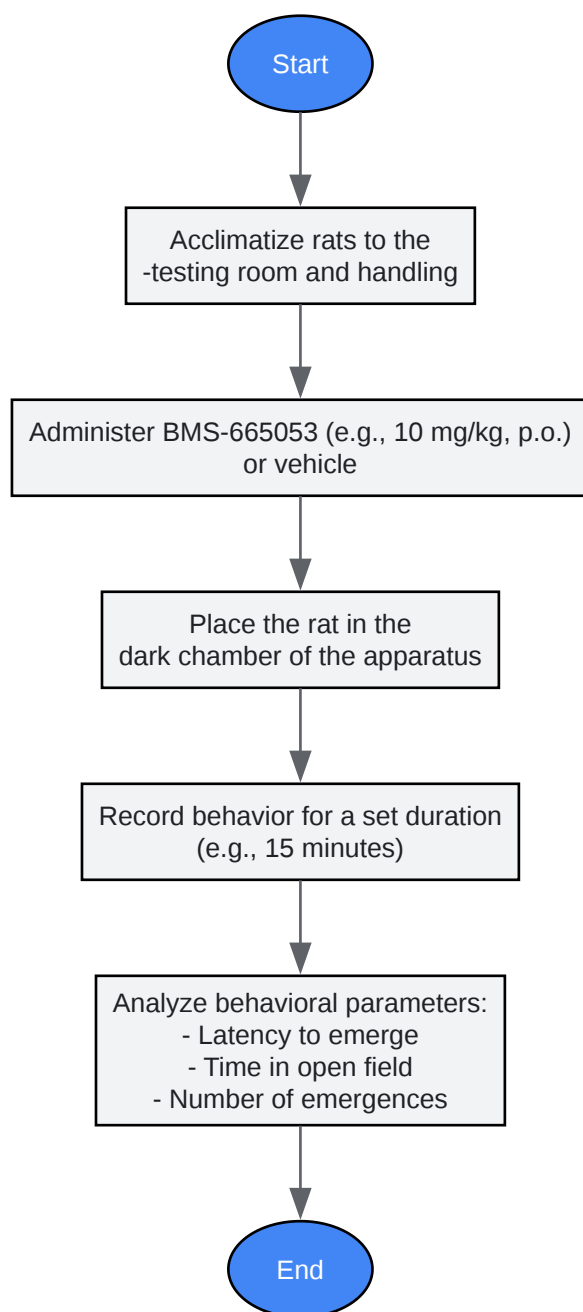 Start
Acclimatize rats to the
-testing room and handling
Administer BMS-665053 (e.g., 10 mg/kg, p.o.)
or vehicle
Place the rat in the
dark chamber of the apparatus
Record behavior for a set duration
(e.g., 15 minutes)
Analyze behavioral parameters:
- Latency to emerge
- Time in open field
- Number of emergences
End